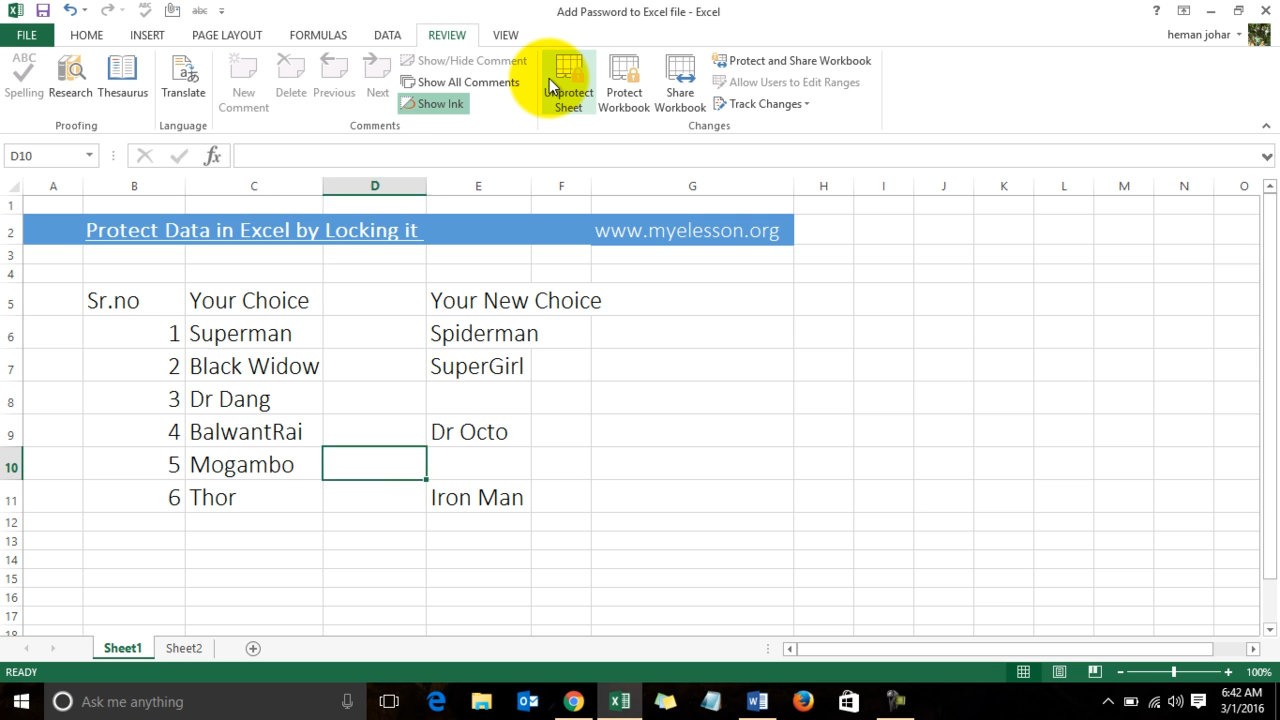 Add Password to Excel file - Excel
abc
?
FILE
HOME
INSERT
PAGE LAYOUT
FORMULAS
DATA
REVIEW
VIEW
heman johar
ABC
Spelling
Research
Thesaurus
Translate
New
Comment
Delete
Previous
Next
Show/Hide Comment
Show All Comments
Show Ink
Unprotect
Sheet
Protect
Workbook
Share
Workbook
Protect and Share Workbook
Allow Users to Edit Ranges
Track Changes
Proofing
Language
Comments
Changes
D10
fx
A B C D E F G H I J K L M N O
1
2 Protect Data in Excel by Locking it www.myelesson.org
3
4
5 Sr.no Your Choice Your New Choice
6 1 Superman Spiderman
7 2 Black Widow SuperGirl
8 3 Dr Dang
9 4 BalwantRai Dr Octo
10 5 Mogambo
11 6 Thor Iron Man
12
13
14
15
16
17
18
Sheet1 Sheet2
READY
100%
Ask me anything
6:42 AM
3/1/2016